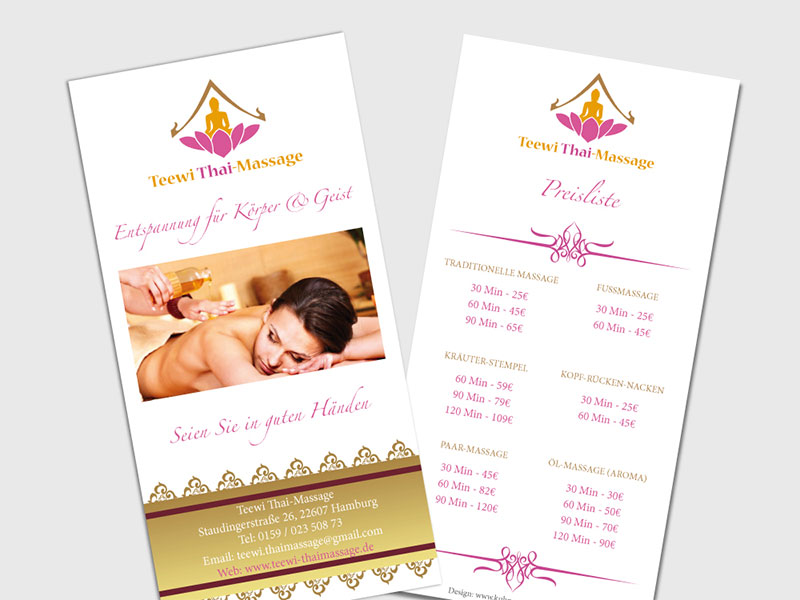 Teewi Thai-Massage
Entspannung für Körper & Geist
Seien Sie in guten Händen
Teewi Thai-Massage
Staudingerstraße 26, 22607 Hamburg
Tel: 0159 / 023 508 73
Email: teewi.thaimassage@gmail.com
Web: www.teewi-thaimassage.de
Teewi Thai-Massage
Preisliste
TRADITIONELLE MASSAGE
30 Min - 25€
60 Min - 45€
90 Min - 65€
FUSSMASSAGE
30 Min - 25€
60 Min - 45€
KRÄUTER-STEMPEL
60 Min - 59€
90 Min - 79€
120 Min - 109€
KOPF-RÜCKEN-NACKEN
30 Min - 25€
60 Min - 45€
PAAR-MASSAGE
30 Min - 45€
60 Min - 82€
90 Min - 120€
ÖL-MASSAGE (AROMA)
30 Min - 30€
60 Min - 50€
90 Min - 70€
120 Min - 90€
Design: